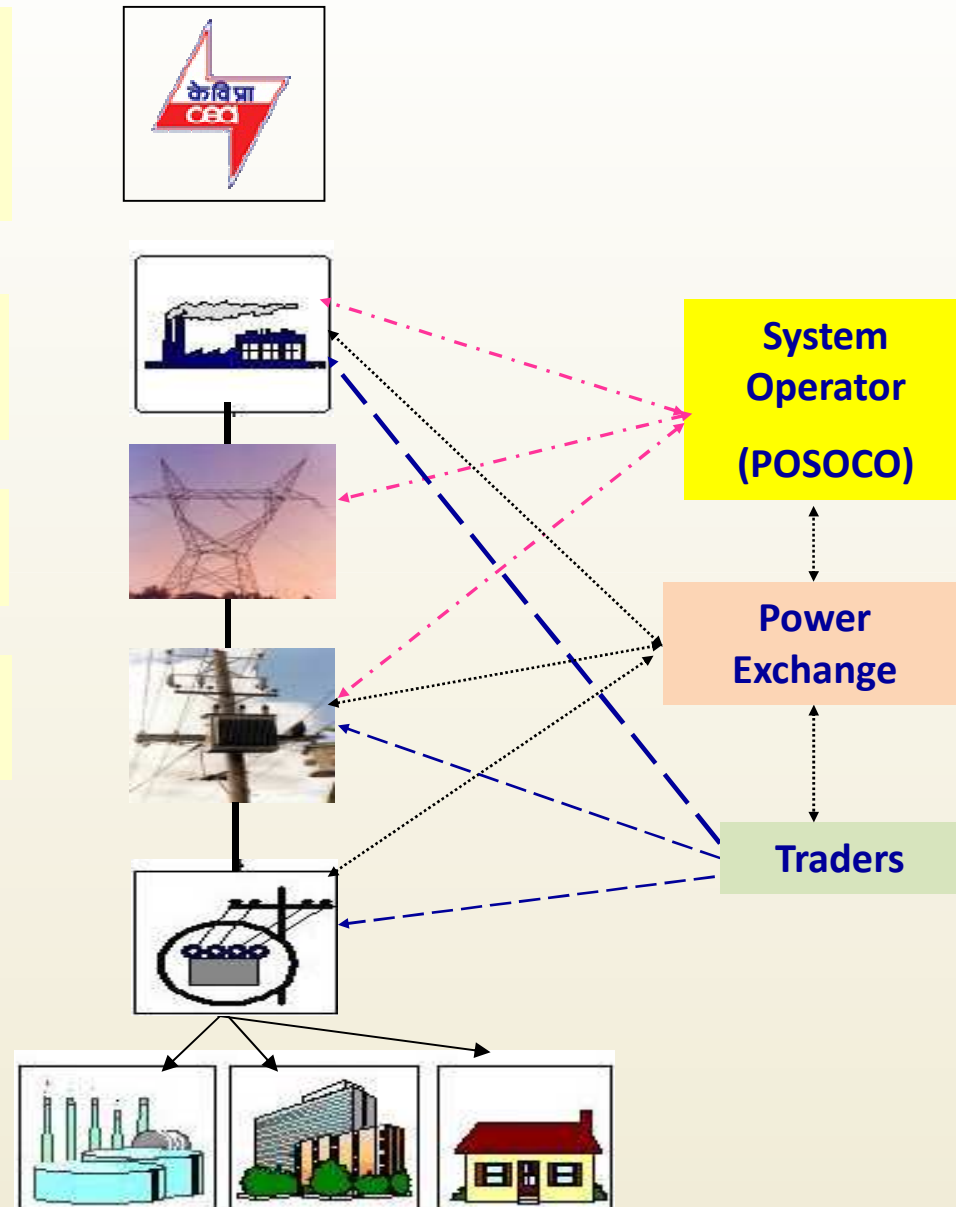 केविप्रा
cea
System
Operator
(POSOCO)
Power
Exchange
Traders